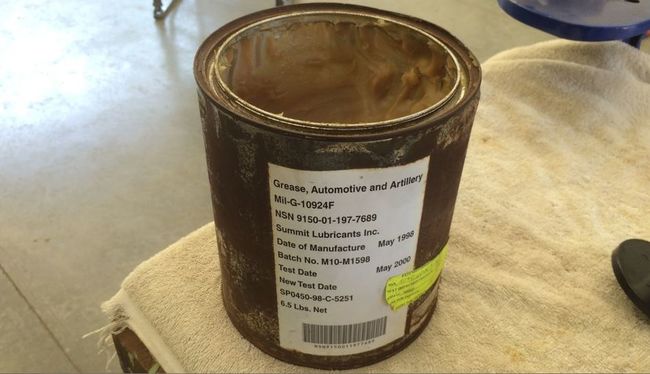 Grease, Automotive and Artillery
Mil-G-10924F
NSN 9150-01-197-7689
Summit Lubricants Inc.
Date of Manufacture May 1998
Batch No. M10-M1598
Test Date May 2000
New Test Date
SP0450-98-C-5251
6.5 Lbs. Net